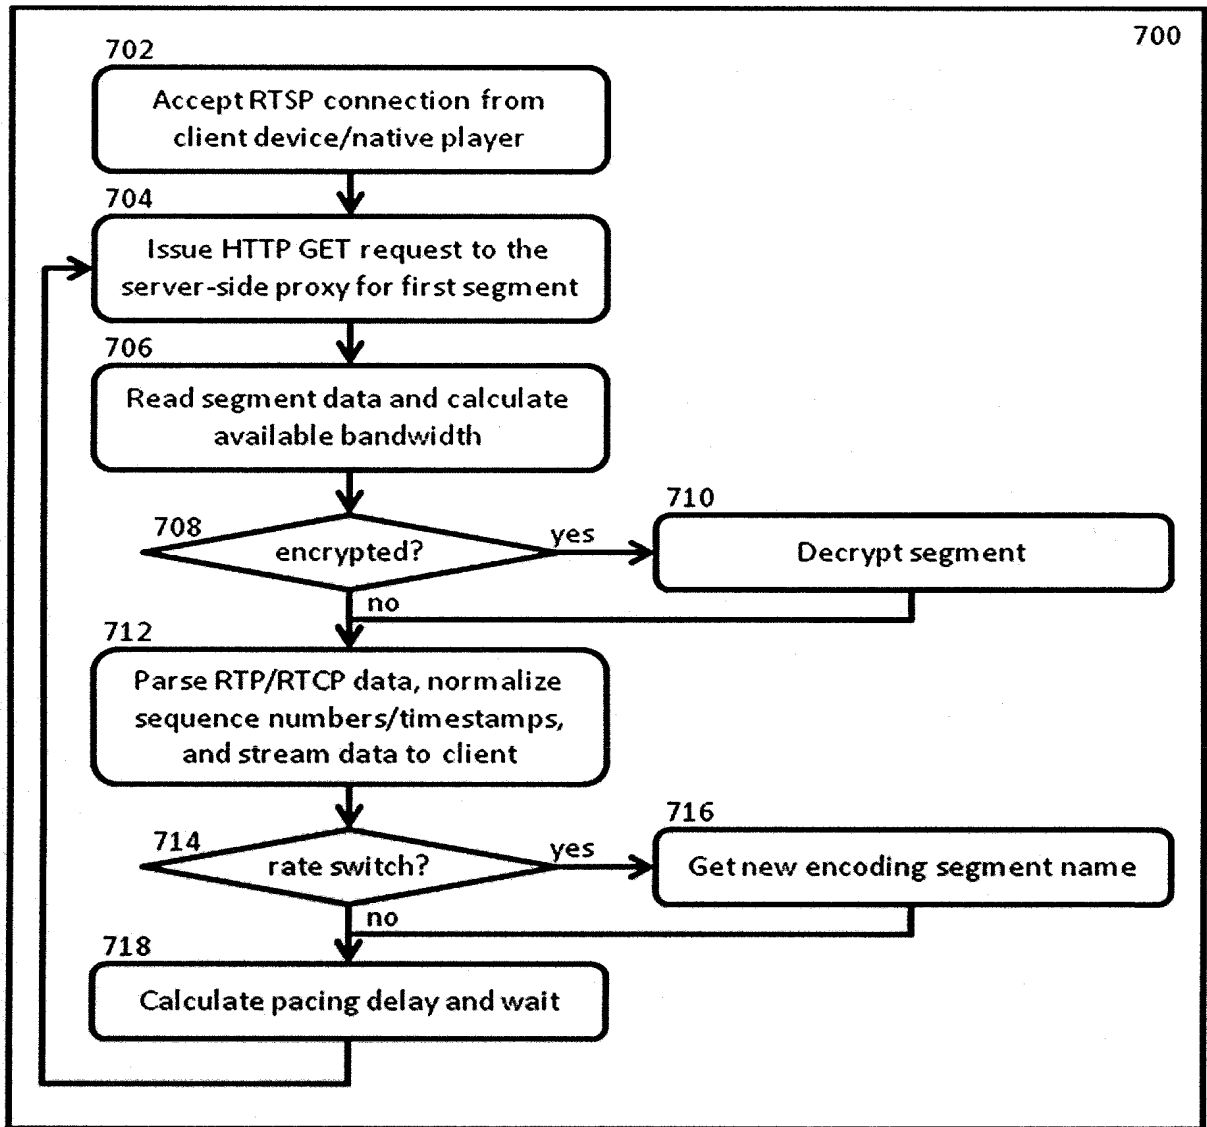 700
702
Accept RTSP connection from
client device/native player
704
Issue HTTP GET request to the
server-side proxy for first segment
706
Read segment data and calculate
available bandwidth
708
encrypted?
yes
710
Decrypt segment
no
712
Parse RTP/RTCP data, normalize
sequence numbers/timestamps,
and stream data to client
714
rate switch?
yes
716
Get new encoding segment name
no
718
Calculate pacing delay and wait